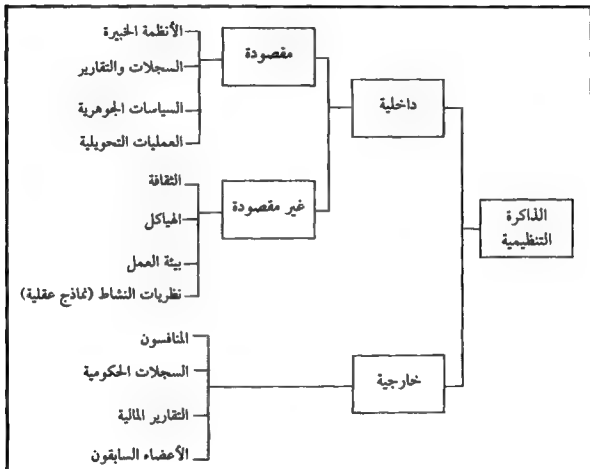 الذاكرة
التنظيمية
داخلية
مقصودة
الأنظمة الخبيرة
السجلات والتقارير
السياسات الجوهرية
العمليات التحويلية
غير مقصودة
الثقافة
الهياكل
بيئة العمل
نظريات النشاط (نماذج عقلية)
خارجية
المنافسون
السجلات الحكومية
التقارير المالية
الأعضاء السابقون